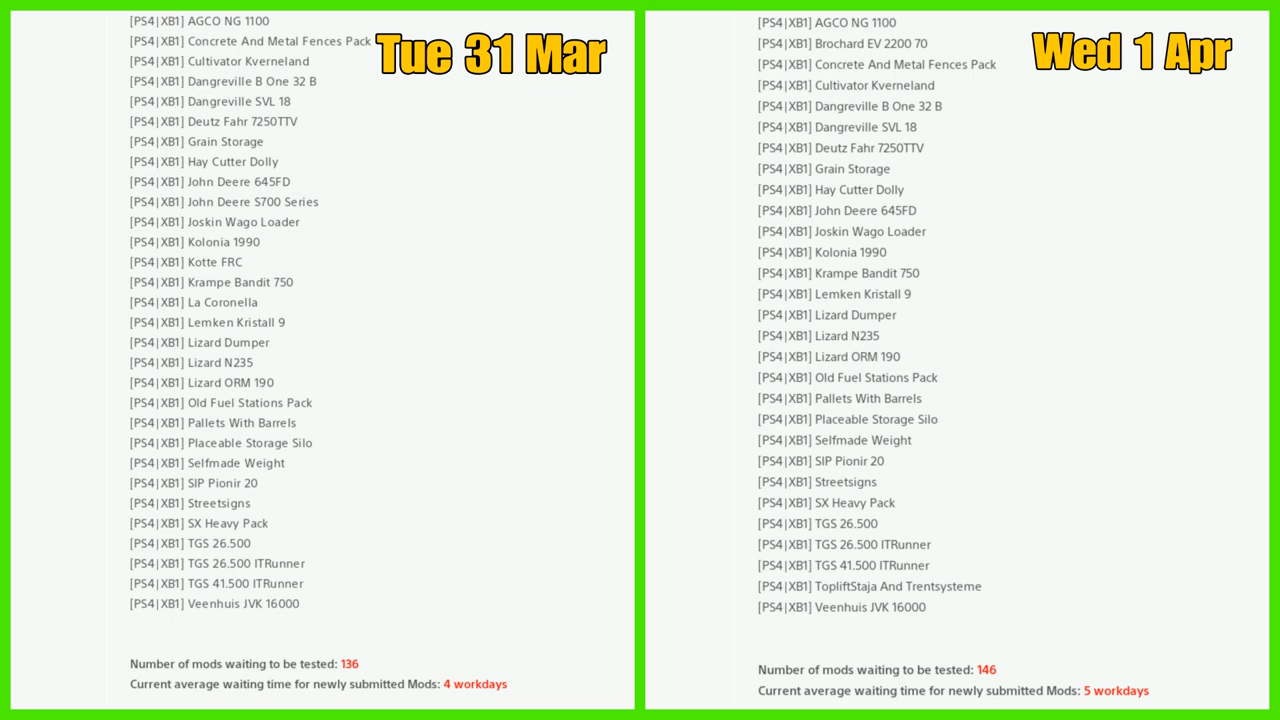 Tue 31 Mar
[PS4|XB1] AGCO NG 1100
[PS4|XB1] Concrete And Metal Fences Pack
[PS4|XB1] Cultivator Kverneland
[PS4|XB1] Dangreville B One 32 B
[PS4|XB1] Dangreville SVL 18
[PS4|XB1] Deutz Fahr 7250TTV
[PS4|XB1] Grain Storage
[PS4|XB1] Hay Cutter Dolly
[PS4|XB1] John Deere 645FD
[PS4|XB1] John Deere S700 Series
[PS4|XB1] Joskin Wago Loader
[PS4|XB1] Kolonia 1990
[PS4|XB1] Kotte FRC
[PS4|XB1] Krampe Bandit 750
[PS4|XB1] La Coronella
[PS4|XB1] Lemken Kristall 9
[PS4|XB1] Lizard Dumper
[PS4|XB1] Lizard N235
[PS4|XB1] Lizard ORM 190
[PS4|XB1] Old Fuel Stations Pack
[PS4|XB1] Pallets With Barrels
[PS4|XB1] Placeable Storage Silo
[PS4|XB1] Selfmade Weight
[PS4|XB1] SIP Pionir 20
[PS4|XB1] Streetsigns
[PS4|XB1] SX Heavy Pack
[PS4|XB1] TGS 26.500
[PS4|XB1] TGS 26.500 ITRunner
[PS4|XB1] TGS 41.500 ITRunner
[PS4|XB1] Veenhuis JVK 16000
Number of mods waiting to be tested: 136
Current average waiting time for newly submitted Mods: 4 workdays
Wed 1 Apr
[PS4|XB1] AGCO NG 1100
[PS4|XB1] Brochard EV 2200 70
[PS4|XB1] Concrete And Metal Fences Pack
[PS4|XB1] Cultivator Kverneland
[PS4|XB1] Dangreville B One 32 B
[PS4|XB1] Dangreville SVL 18
[PS4|XB1] Deutz Fahr 7250TTV
[PS4|XB1] Grain Storage
[PS4|XB1] Hay Cutter Dolly
[PS4|XB1] John Deere 645FD
[PS4|XB1] Joskin Wago Loader
[PS4|XB1] Kolonia 1990
[PS4|XB1] Krampe Bandit 750
[PS4|XB1] Lemken Kristall 9
[PS4|XB1] Lizard Dumper
[PS4|XB1] Lizard N235
[PS4|XB1] Lizard ORM 190
[PS4|XB1] Old Fuel Stations Pack
[PS4|XB1] Pallets With Barrels
[PS4|XB1] Placeable Storage Silo
[PS4|XB1] Selfmade Weight
[PS4|XB1] SIP Pionir 20
[PS4|XB1] Streetsigns
[PS4|XB1] SX Heavy Pack
[PS4|XB1] TGS 26.500
[PS4|XB1] TGS 26.500 ITRunner
[PS4|XB1] TGS 41.500 ITRunner
[PS4|XB1] TopliftStaja And Trentsysteme
[PS4|XB1] Veenhuis JVK 16000
Number of mods waiting to be tested: 146
Current average waiting time for newly submitted Mods: 5 workdays